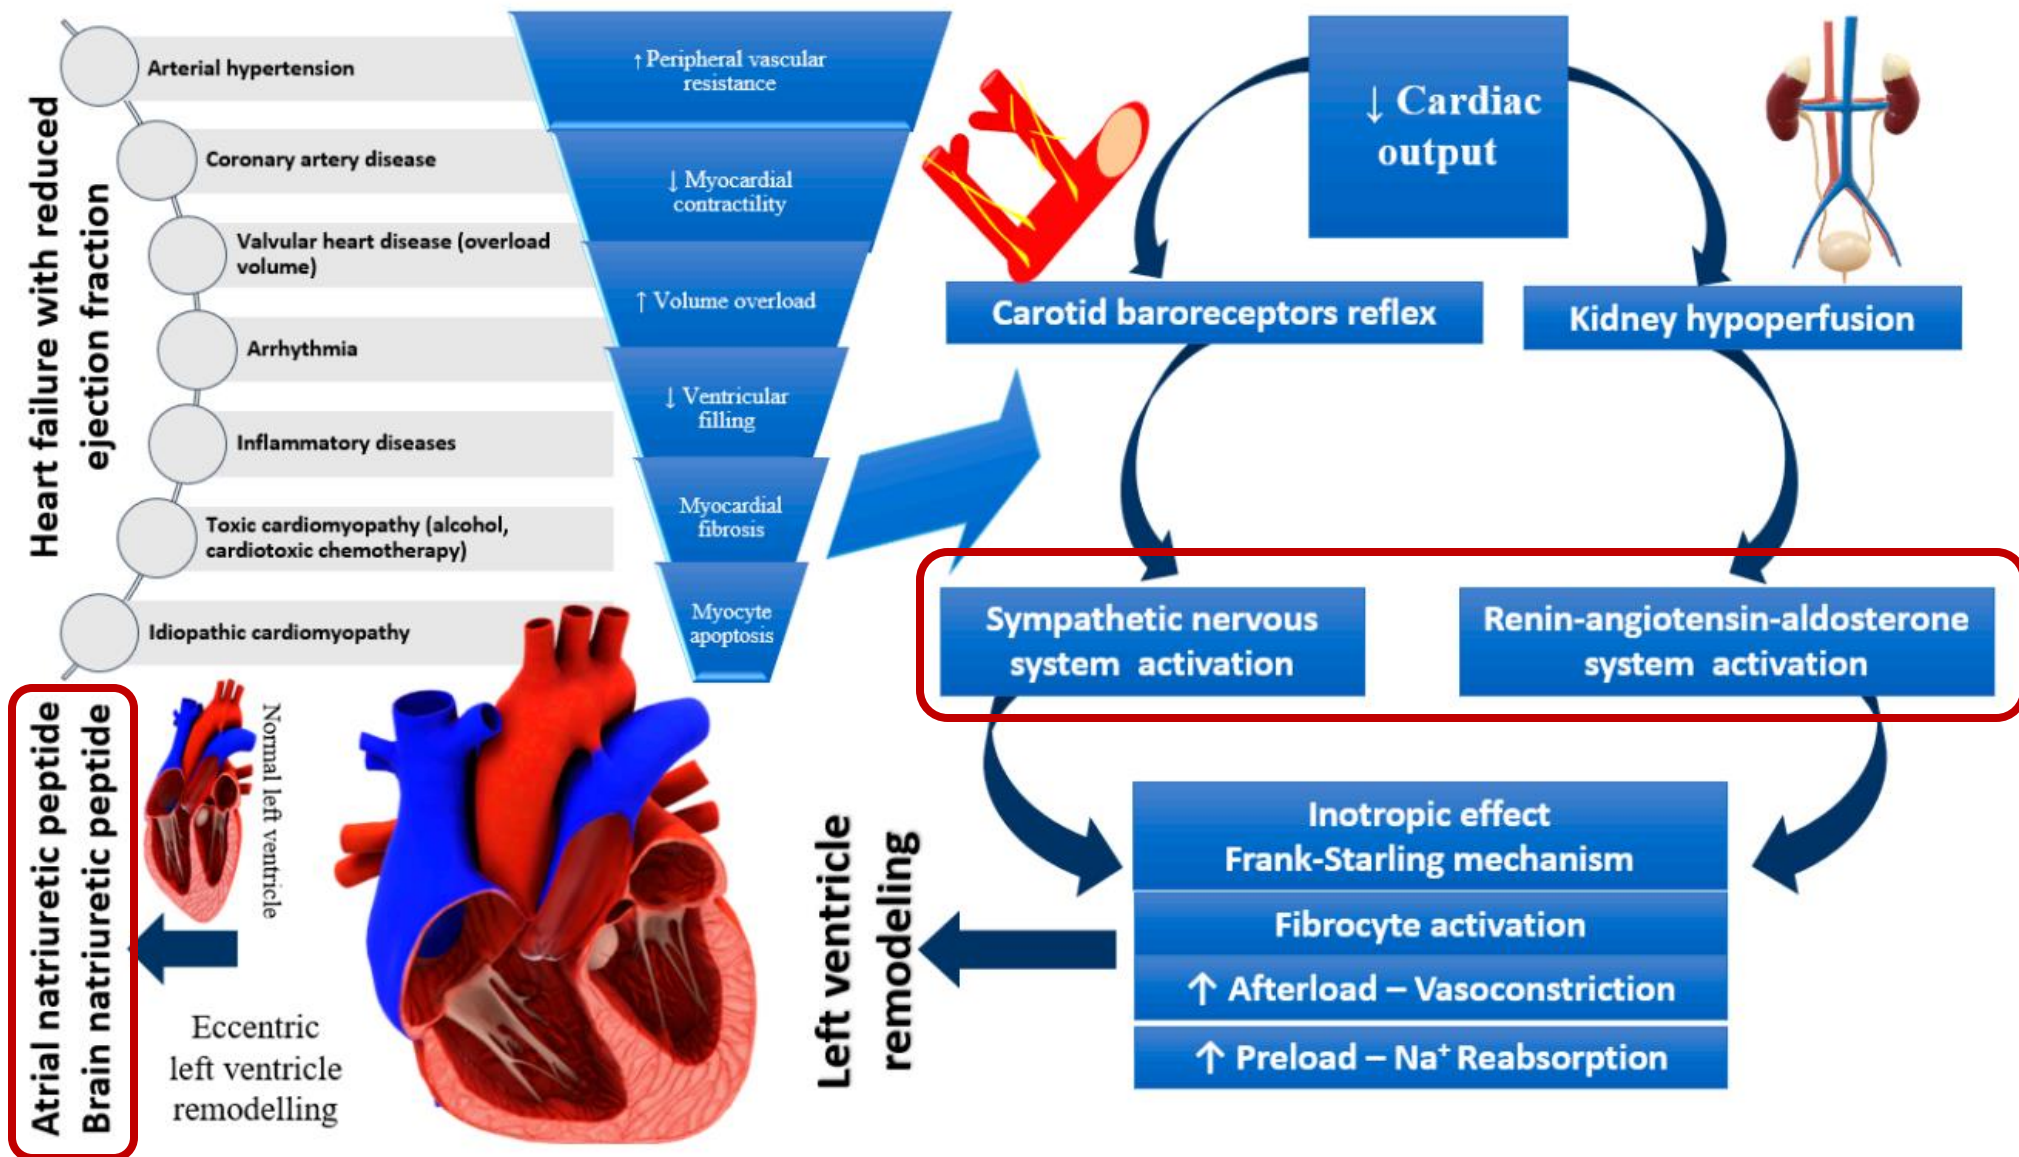 Heart failure with reduced
ejection fraction
Arterial hypertension
Coronary artery disease
Valvular heart disease (overload
volume)
Arrhythmia
Inflammatory diseases
Toxic cardiomyopathy (alcohol,
cardiotoxic chemotherapy)
Idiopathic cardiomyopathy
↑ Peripheral vascular
resistance
↓ Myocardial
contractility
↑ Volume overload
↓ Ventricular
filling
Myocardial
fibrosis
Myocyte
apoptosis
↓ Cardiac
output
Carotid baroreceptors reflex
Kidney hypoperfusion
Sympathetic nervous
system activation
Renin-angiotensin-aldosterone
system activation
Inotropic effect
Frank-Starling mechanism
Fibrocyte activation
↑ Afterload – Vasoconstriction
↑ Preload – Na⁺ Reabsorption
Left ventricle
remodeling
Normal left ventricle
Eccentric
left ventricle
remodelling
Atrial natriuretic peptide
Brain natriuretic peptide